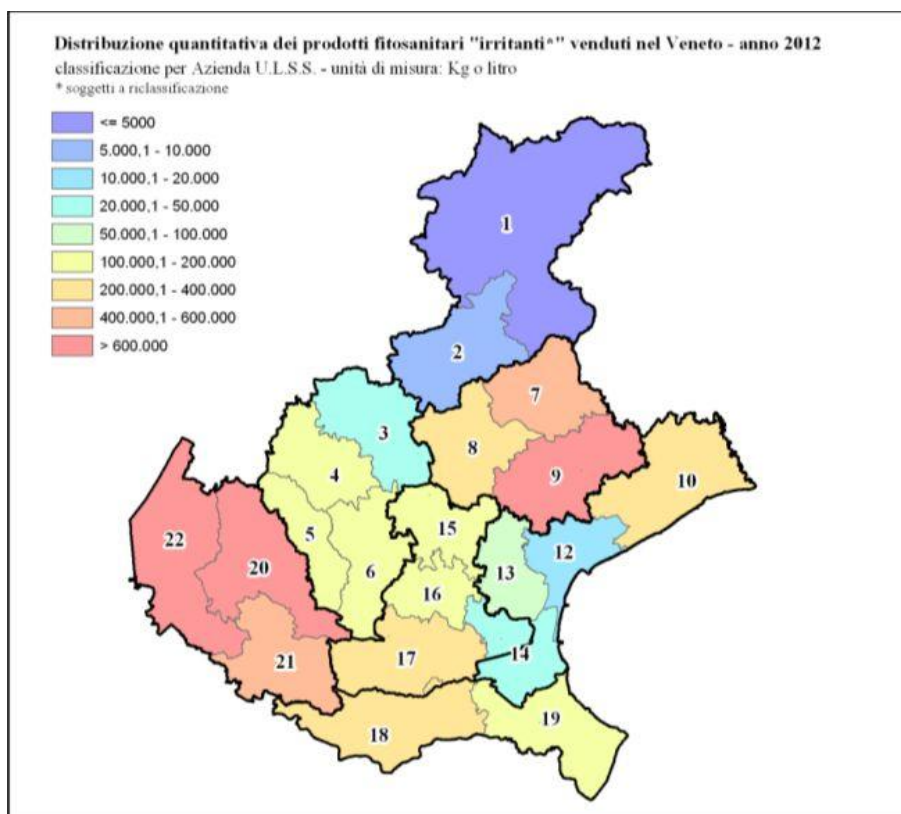 Distribuzione quantitativa dei prodotti fitosanitari "irritanti*" venduti nel Veneto - anno 2012
classificazione per Azienda U.L.S.S. - unità di misura: Kg o litro
* soggetti a riclassificazione
<= 5000
5.000,1 - 10.000
10.000,1 - 20.000
20.000,1 - 50.000
50.000,1 - 100.000
100.000,1 - 200.000
200.000,1 - 400.000
400.000,1 - 600.000
> 600.000
1
2
7
3
8
4
9
10
15
5
22
12
20
6
13
16
14
17
21
19
18